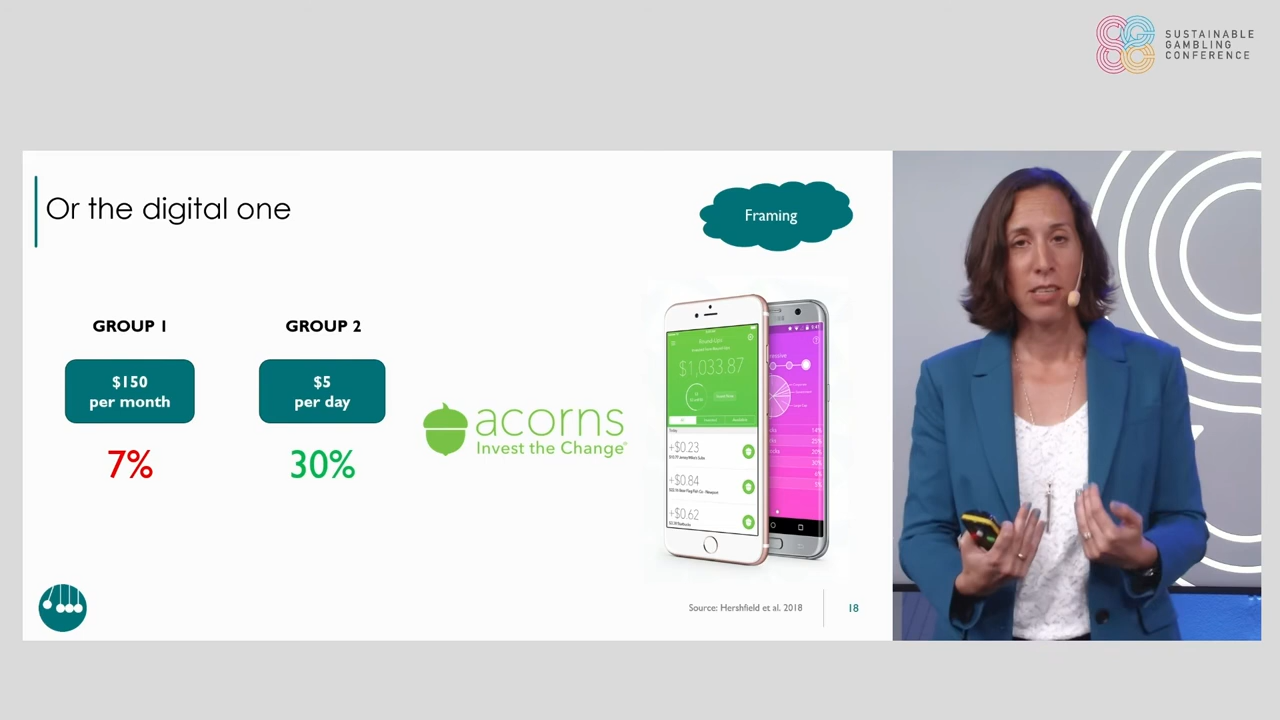 SUSTAINABLE
GAMBLING
CONFERENCE
Or the digital one
Framing
GROUP 1
GROUP 2
$150
per month
$5
per day
7%
30%
acorns
Invest the Change
$1,033.87
Today
+$0.23
+$0.84
+$0.62
Source: Hershfield et al. 2018
18